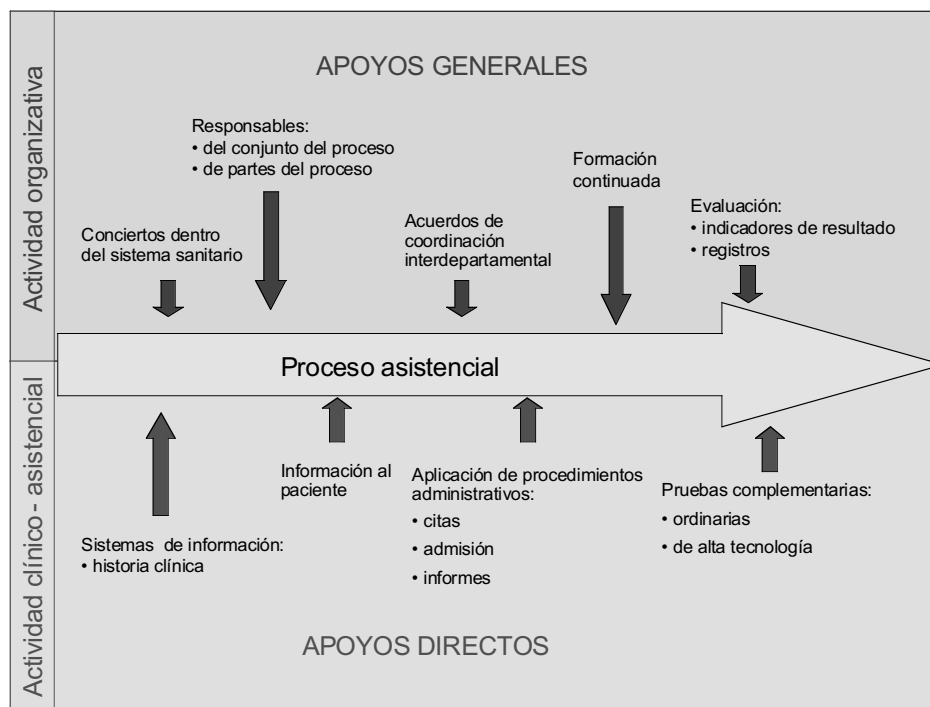 Actividad organizativa
APOYOS GENERALES
Responsables:
• del conjunto del proceso
• de partes del proceso
Formación
continuada
Conciertos dentro
del sistema sanitario
Acuerdos de
coordinación
interdepartamental
Evaluación:
• indicadores de resultado
• registros
Proceso asistencial
Actividad clínico - asistencial
Sistemas de información:
• historia clínica
Información al
paciente
Aplicación de procedimientos
administrativos:
• citas
• admisión
• informes
Pruebas complementarias:
• ordinarias
• de alta tecnología
APOYOS DIRECTOS